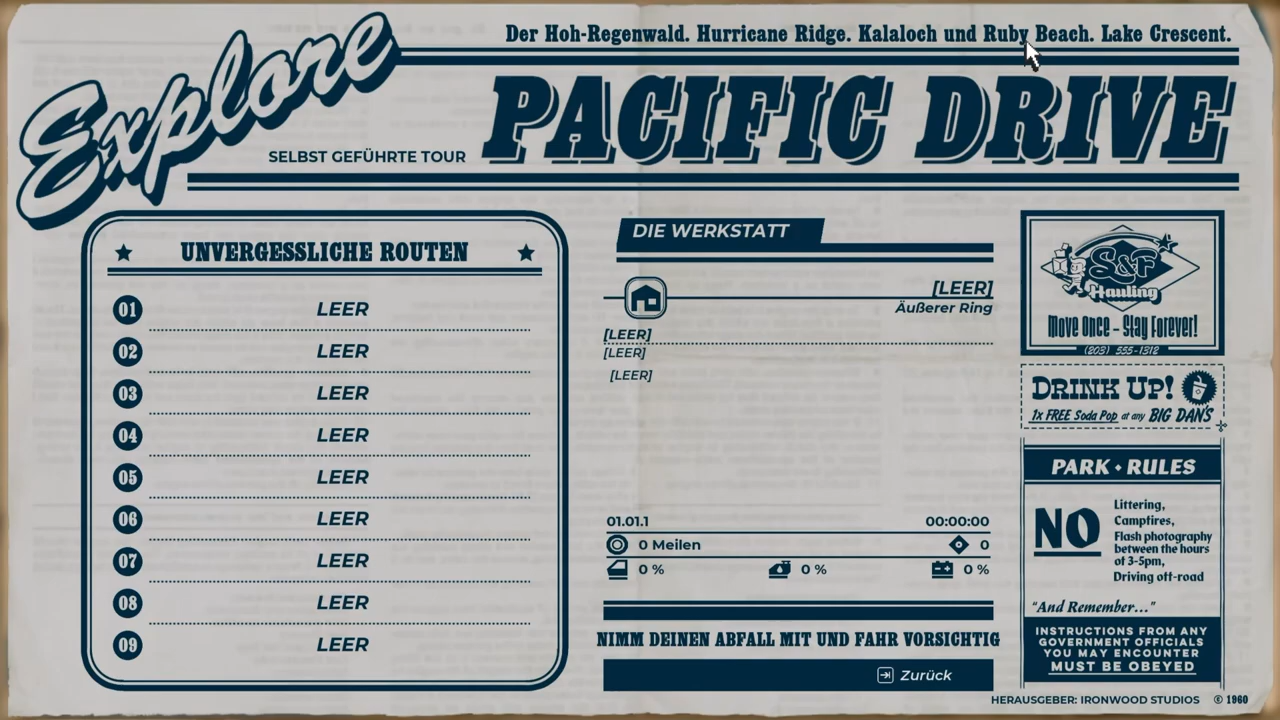 Der Hoh-Regenwald. Hurricane Ridge. Kalaloch und Ruby Beach. Lake Crescent.
Explore
PACIFIC DRIVE
SELBST GEFÜHRTE TOUR
UNVERGESSLICHE ROUTEN
01 LEER
02 LEER
03 LEER
04 LEER
05 LEER
06 LEER
07 LEER
08 LEER
09 LEER
DIE WERKSTATT
[LEER]
Äußerer Ring
[LEER]
[LEER]
[LEER]
01.01.1 00:00:00
0 Meilen 0
0 % 0 % 0 %
NIMM DEINEN ABFALL MIT UND FAHR VORSICHTIG
Zurück
S&F
Hauling
Move Once - Stay Forever!
(203) 555-1312
DRINK UP!
1x FREE Soda Pop at any BIG DAN'S
PARK • RULES
NO
Littering,
Campfires,
Flash photography
between the hours
of 3-5pm,
Driving off-road
"And Remember..."
INSTRUCTIONS FROM ANY
GOVERNMENT OFFICIALS
YOU MAY ENCOUNTER
MUST BE OBEYED
HERAUSGEBER: IRONWOOD STUDIOS © 1960